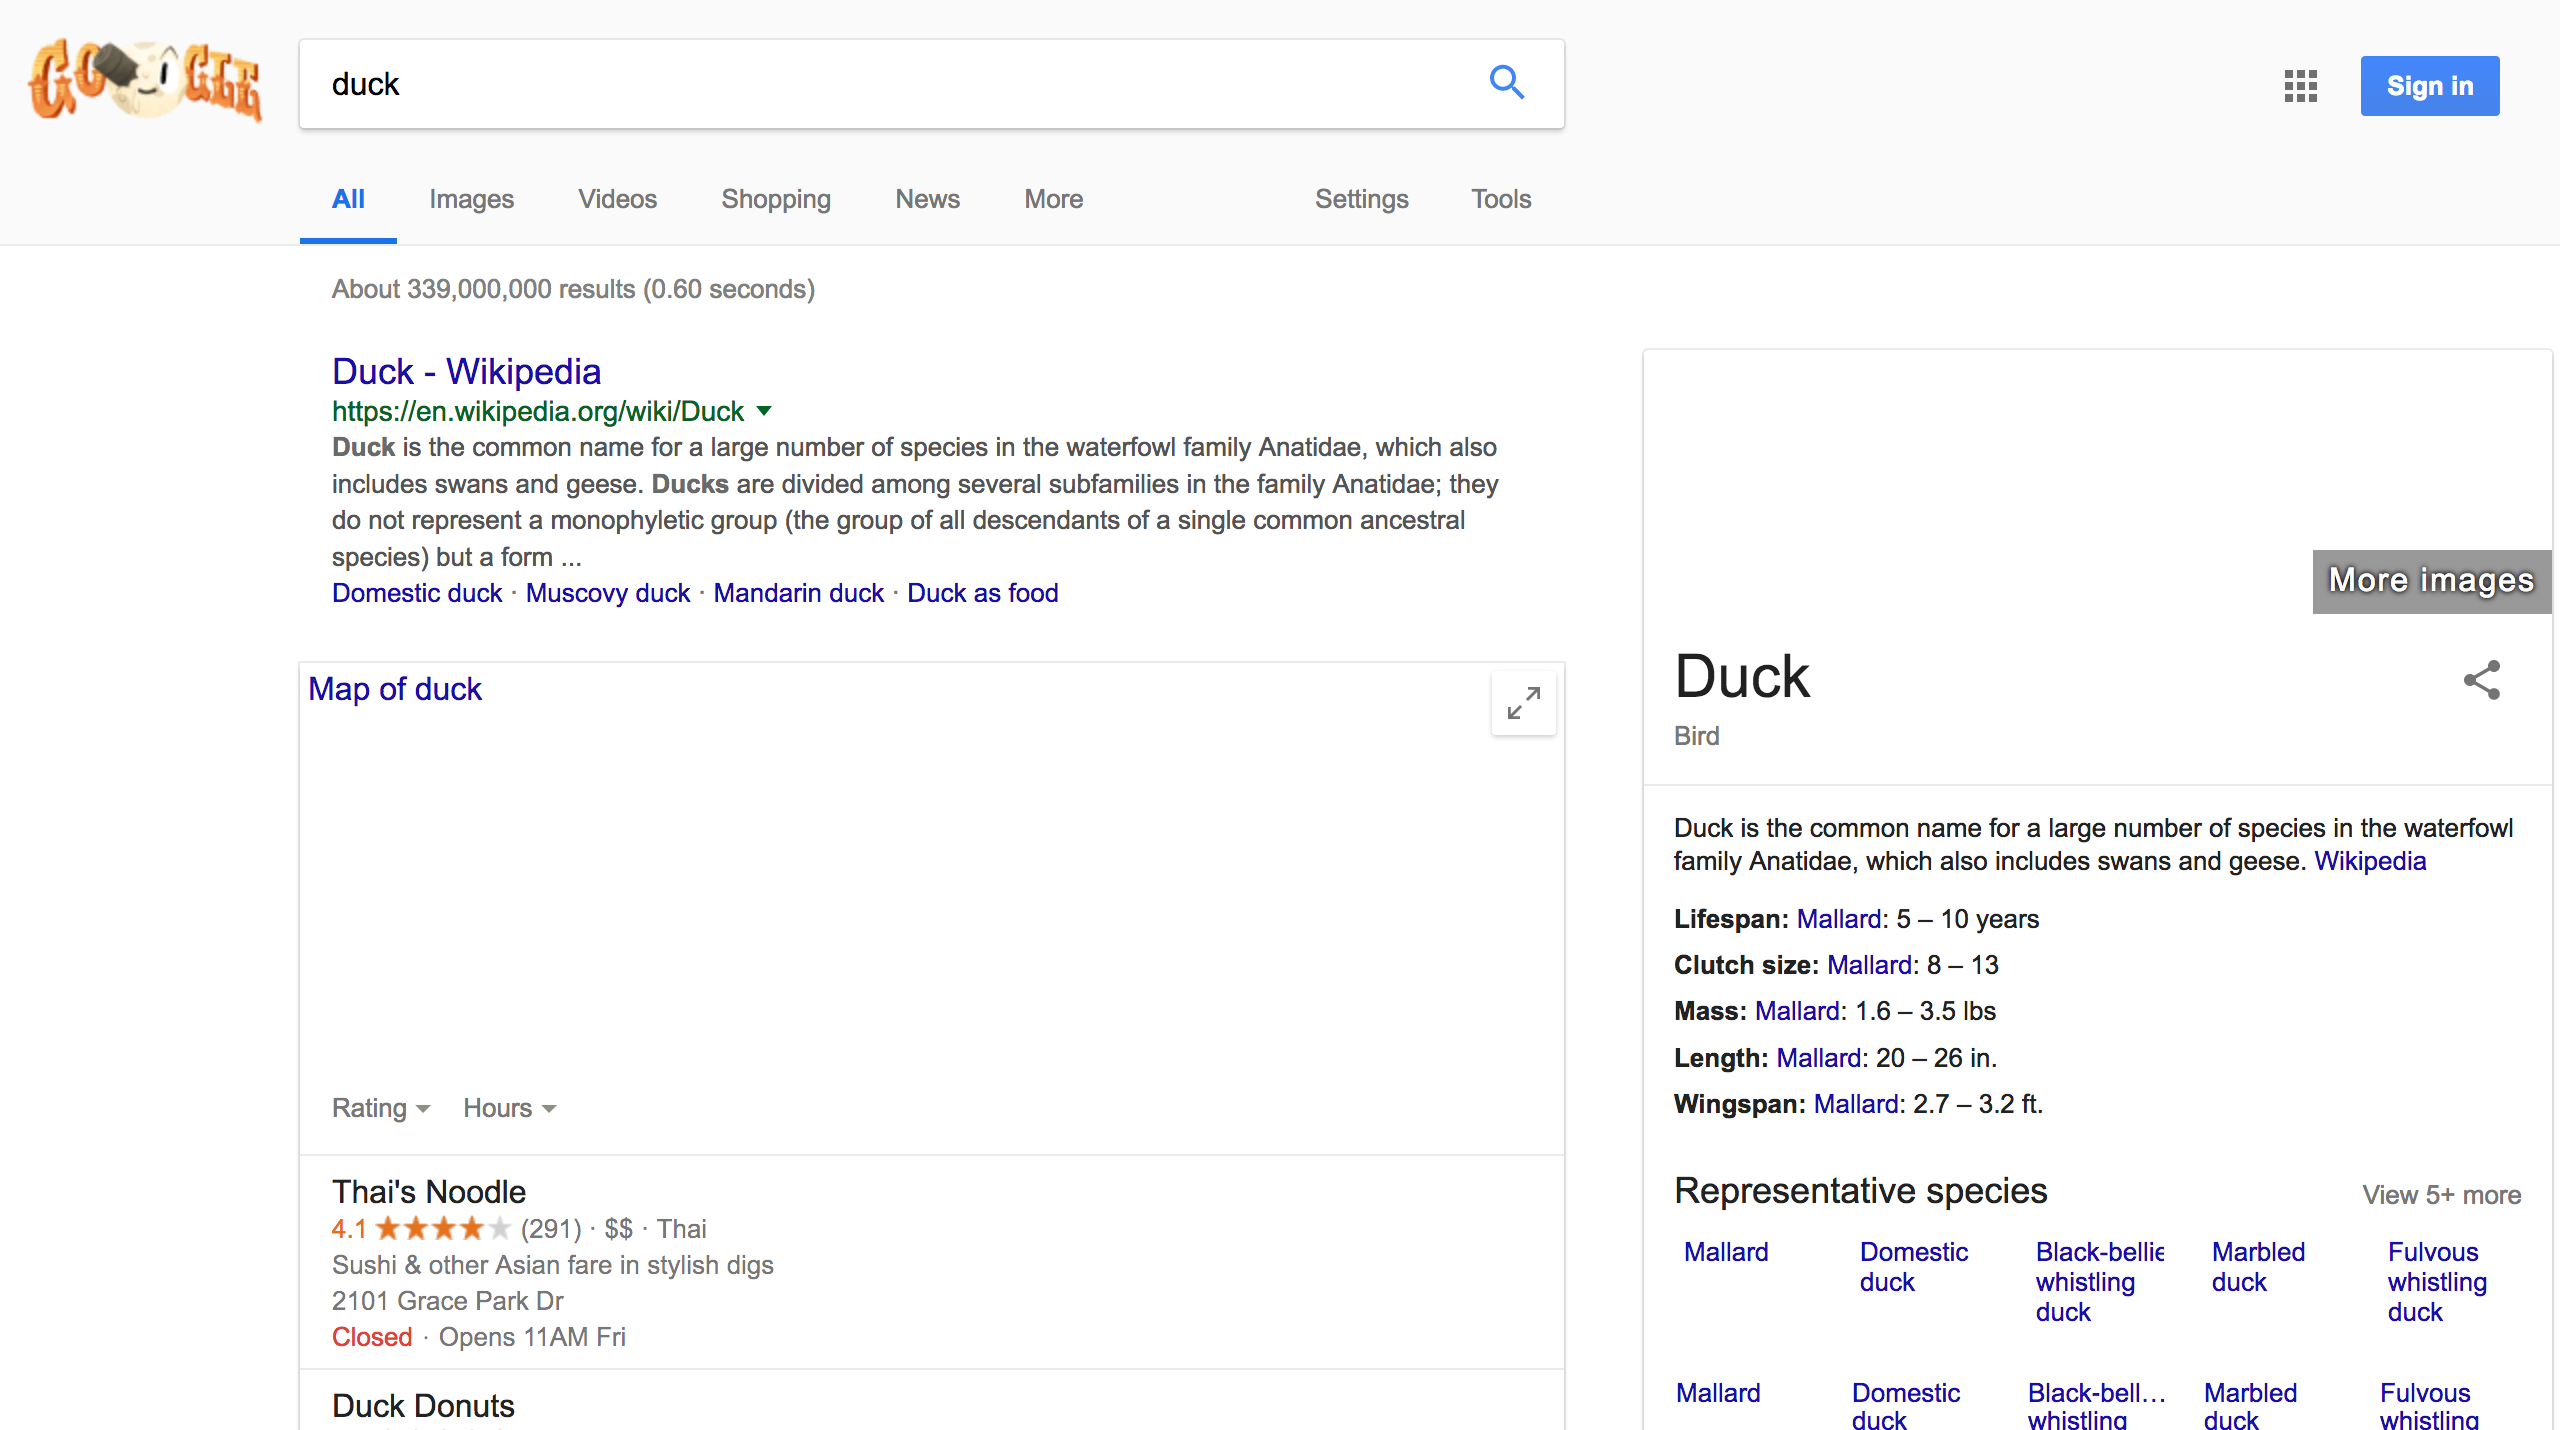 GOOGLE
duck
Sign in
All
Images
Videos
Shopping
News
More
Settings
Tools
About 339,000,000 results (0.60 seconds)
Duck - Wikipedia
https://en.wikipedia.org/wiki/Duck
Duck is the common name for a large number of species in the waterfowl family Anatidae, which also
includes swans and geese. Ducks are divided among several subfamilies in the family Anatidae; they
do not represent a monophyletic group (the group of all descendants of a single common ancestral
species) but a form ...
Domestic duck · Muscovy duck · Mandarin duck · Duck as food
Map of duck
Rating
Hours
Thai's Noodle
4.1 (291) · $$ · Thai
Sushi & other Asian fare in stylish digs
2101 Grace Park Dr
Closed · Opens 11AM Fri
Duck Donuts
More images
Duck
Bird
Duck is the common name for a large number of species in the waterfowl
family Anatidae, which also includes swans and geese. Wikipedia
Lifespan: Mallard: 5 – 10 years
Clutch size: Mallard: 8 – 13
Mass: Mallard: 1.6 – 3.5 lbs
Length: Mallard: 20 – 26 in.
Wingspan: Mallard: 2.7 – 3.2 ft.
Representative species
View 5+ more
Mallard
Domestic
duck
Black-bellie
whistling
duck
Marbled
duck
Fulvous
whistling
duck
Mallard
Domestic
duck
Black-bell...
whistling
Marbled
duck
Fulvous
whistling